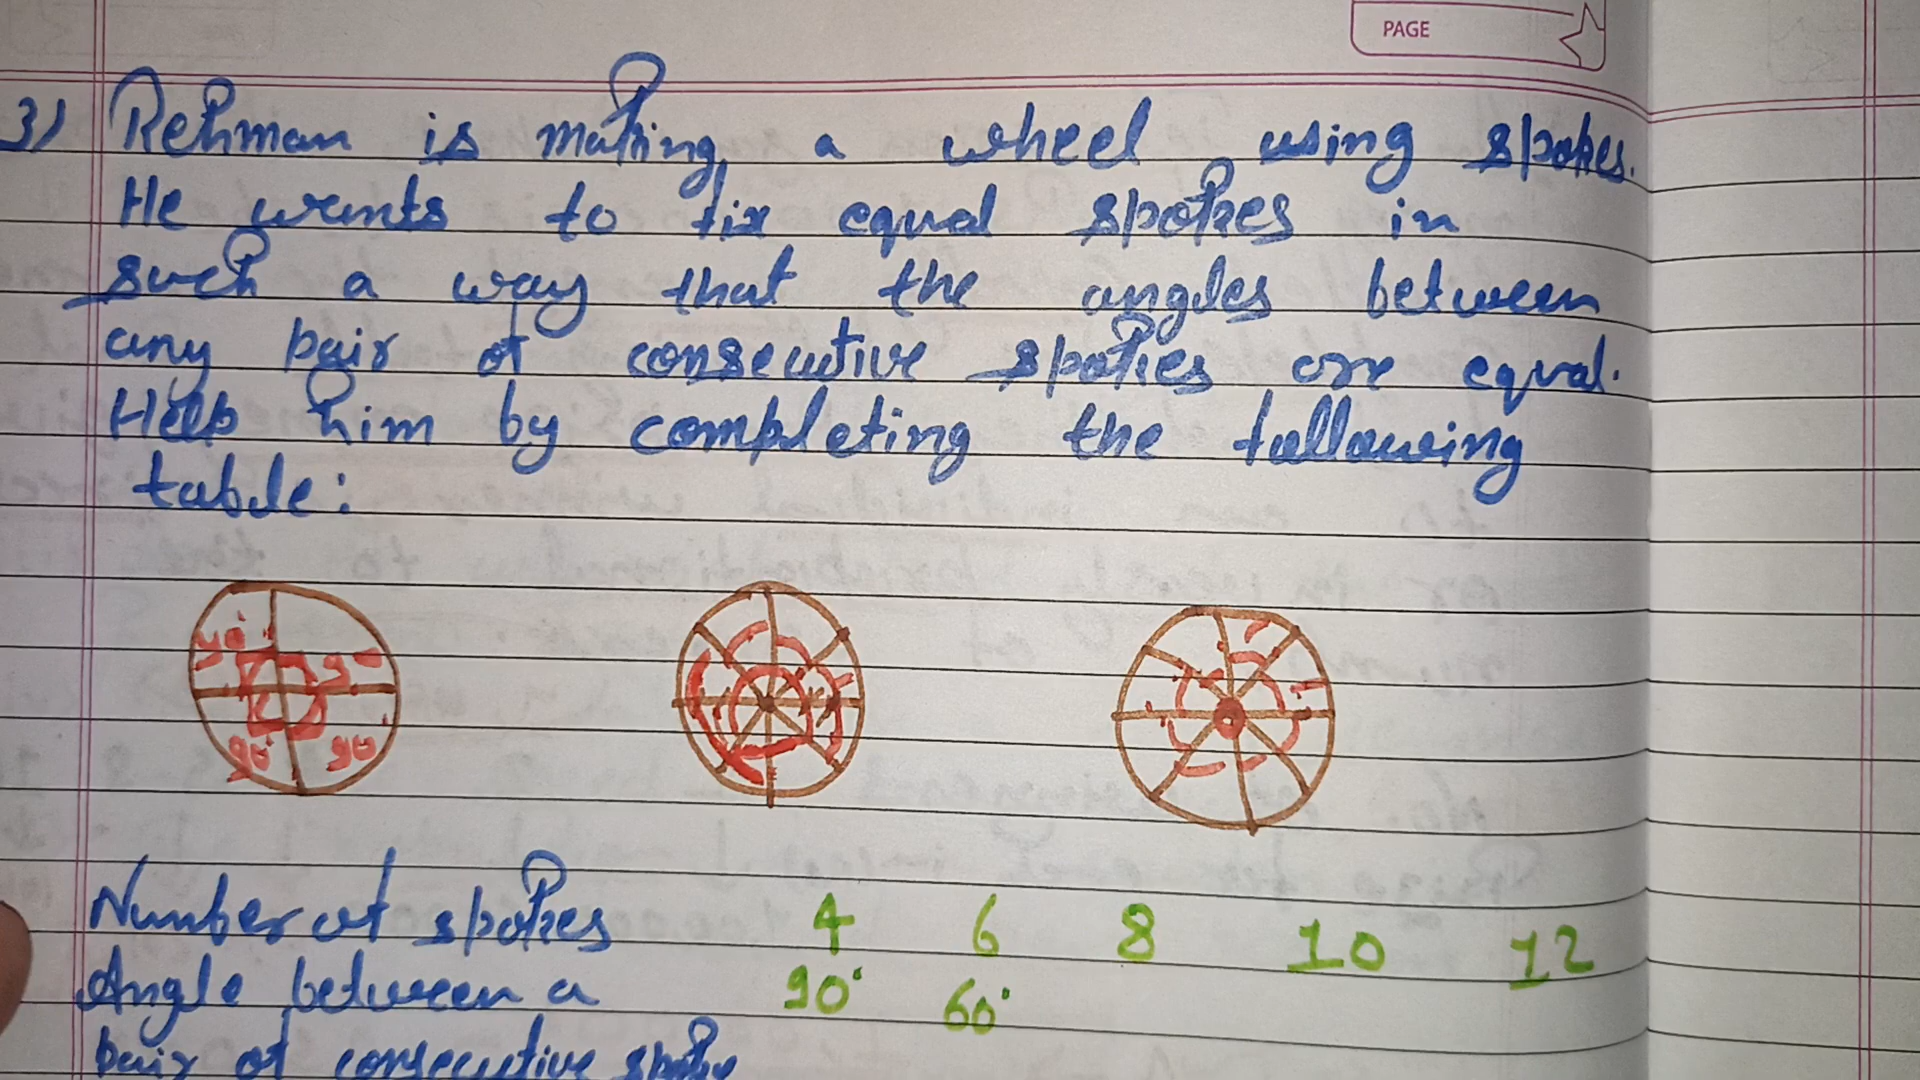 PAGE
3) Rehman is making a wheel using spokes.
He wants to fix equal spokes in
such a way that the angles between
any pair of consecutive spokes are equal.
Help him by completing the following
table:
90°
90°
90
Number of spokes 4 6 8 10 12
Angle between a 90° 60°
pair of consecutive spokes